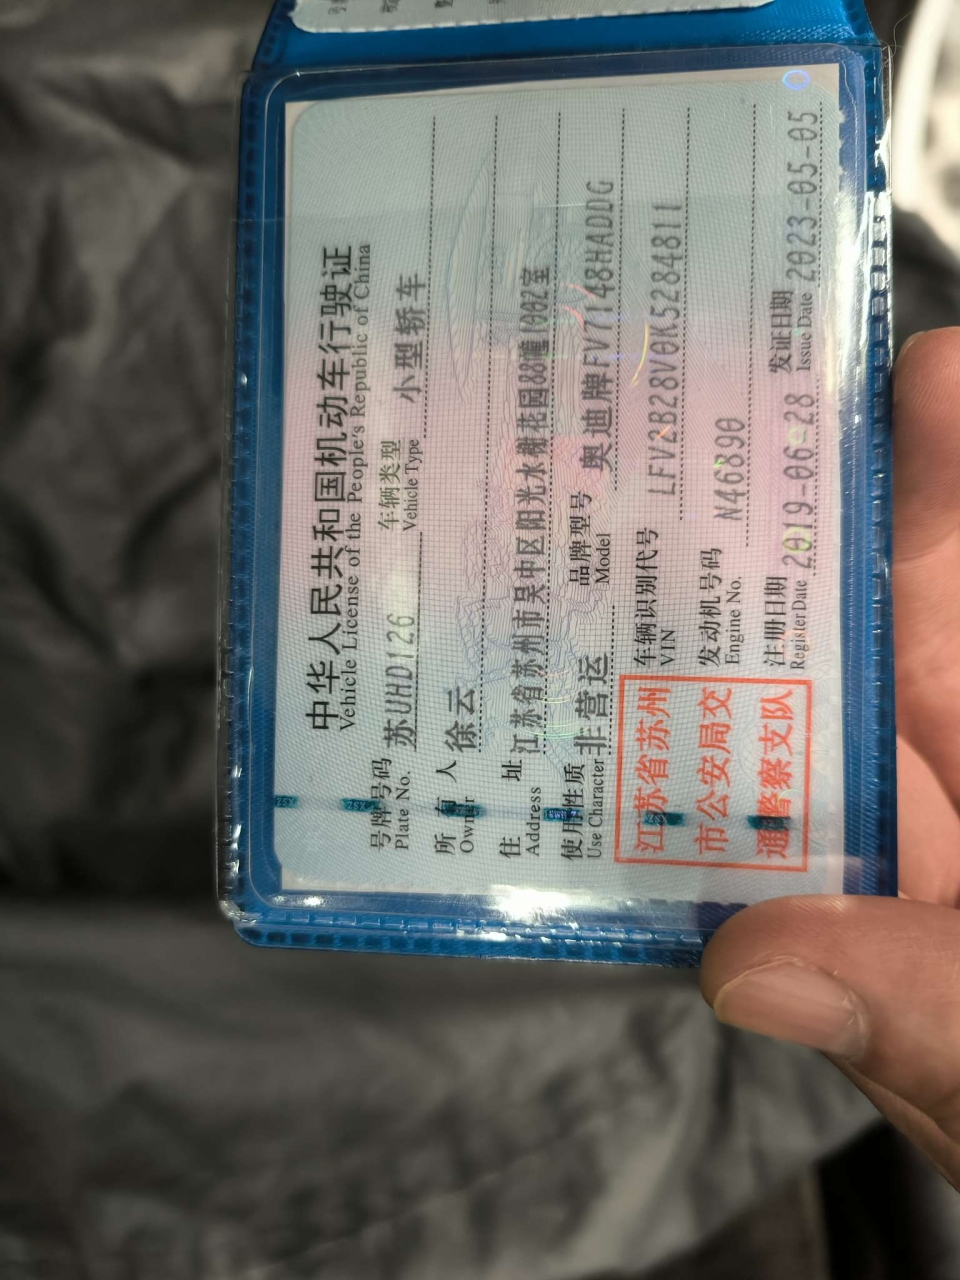 中华人民共和国机动车行驶证
Vehicle License of the People's Republic of China
号牌号码 苏UHD126 车辆类型 小型轿车
Plate No. Vehicle Type
所有人 徐云
Owner
住址 江苏省苏州市吴中区阳光水榭花园88幢1002室
Address
使用性质 非营运 品牌型号 奥迪牌FV7148HADDG
Use Character Model
江苏省苏州
市公安局交
通警察支队
车辆识别代号 LFV2B28V0K5284811
VIN
发动机号码 N46890
Engine No.
注册日期 2019-06-28 发证日期 2023-05-05
Register Date Issue Date